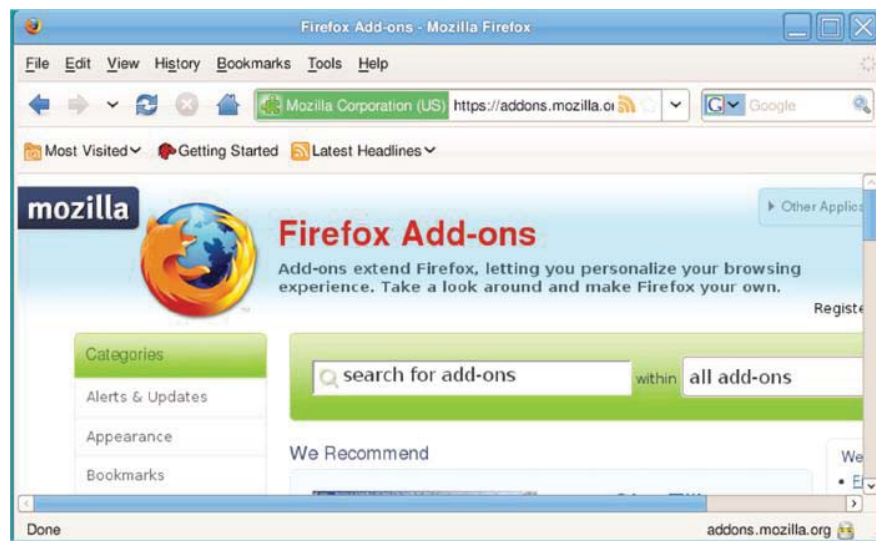 Firefox Add-ons - Mozilla Firefox
File Edit View History Bookmarks Tools Help
Mozilla Corporation (US) https://addons.mozilla.or G Google
Most Visited Getting Started Latest Headlines
mozilla
Other Applic
Firefox Add-ons
Add-ons extend Firefox, letting you personalize your browsing
experience. Take a look around and make Firefox your own.
Registe
Categories
search for add-ons within all add-ons
Alerts & Updates
Appearance
We Recommend We
Bookmarks
Done addons.mozilla.org